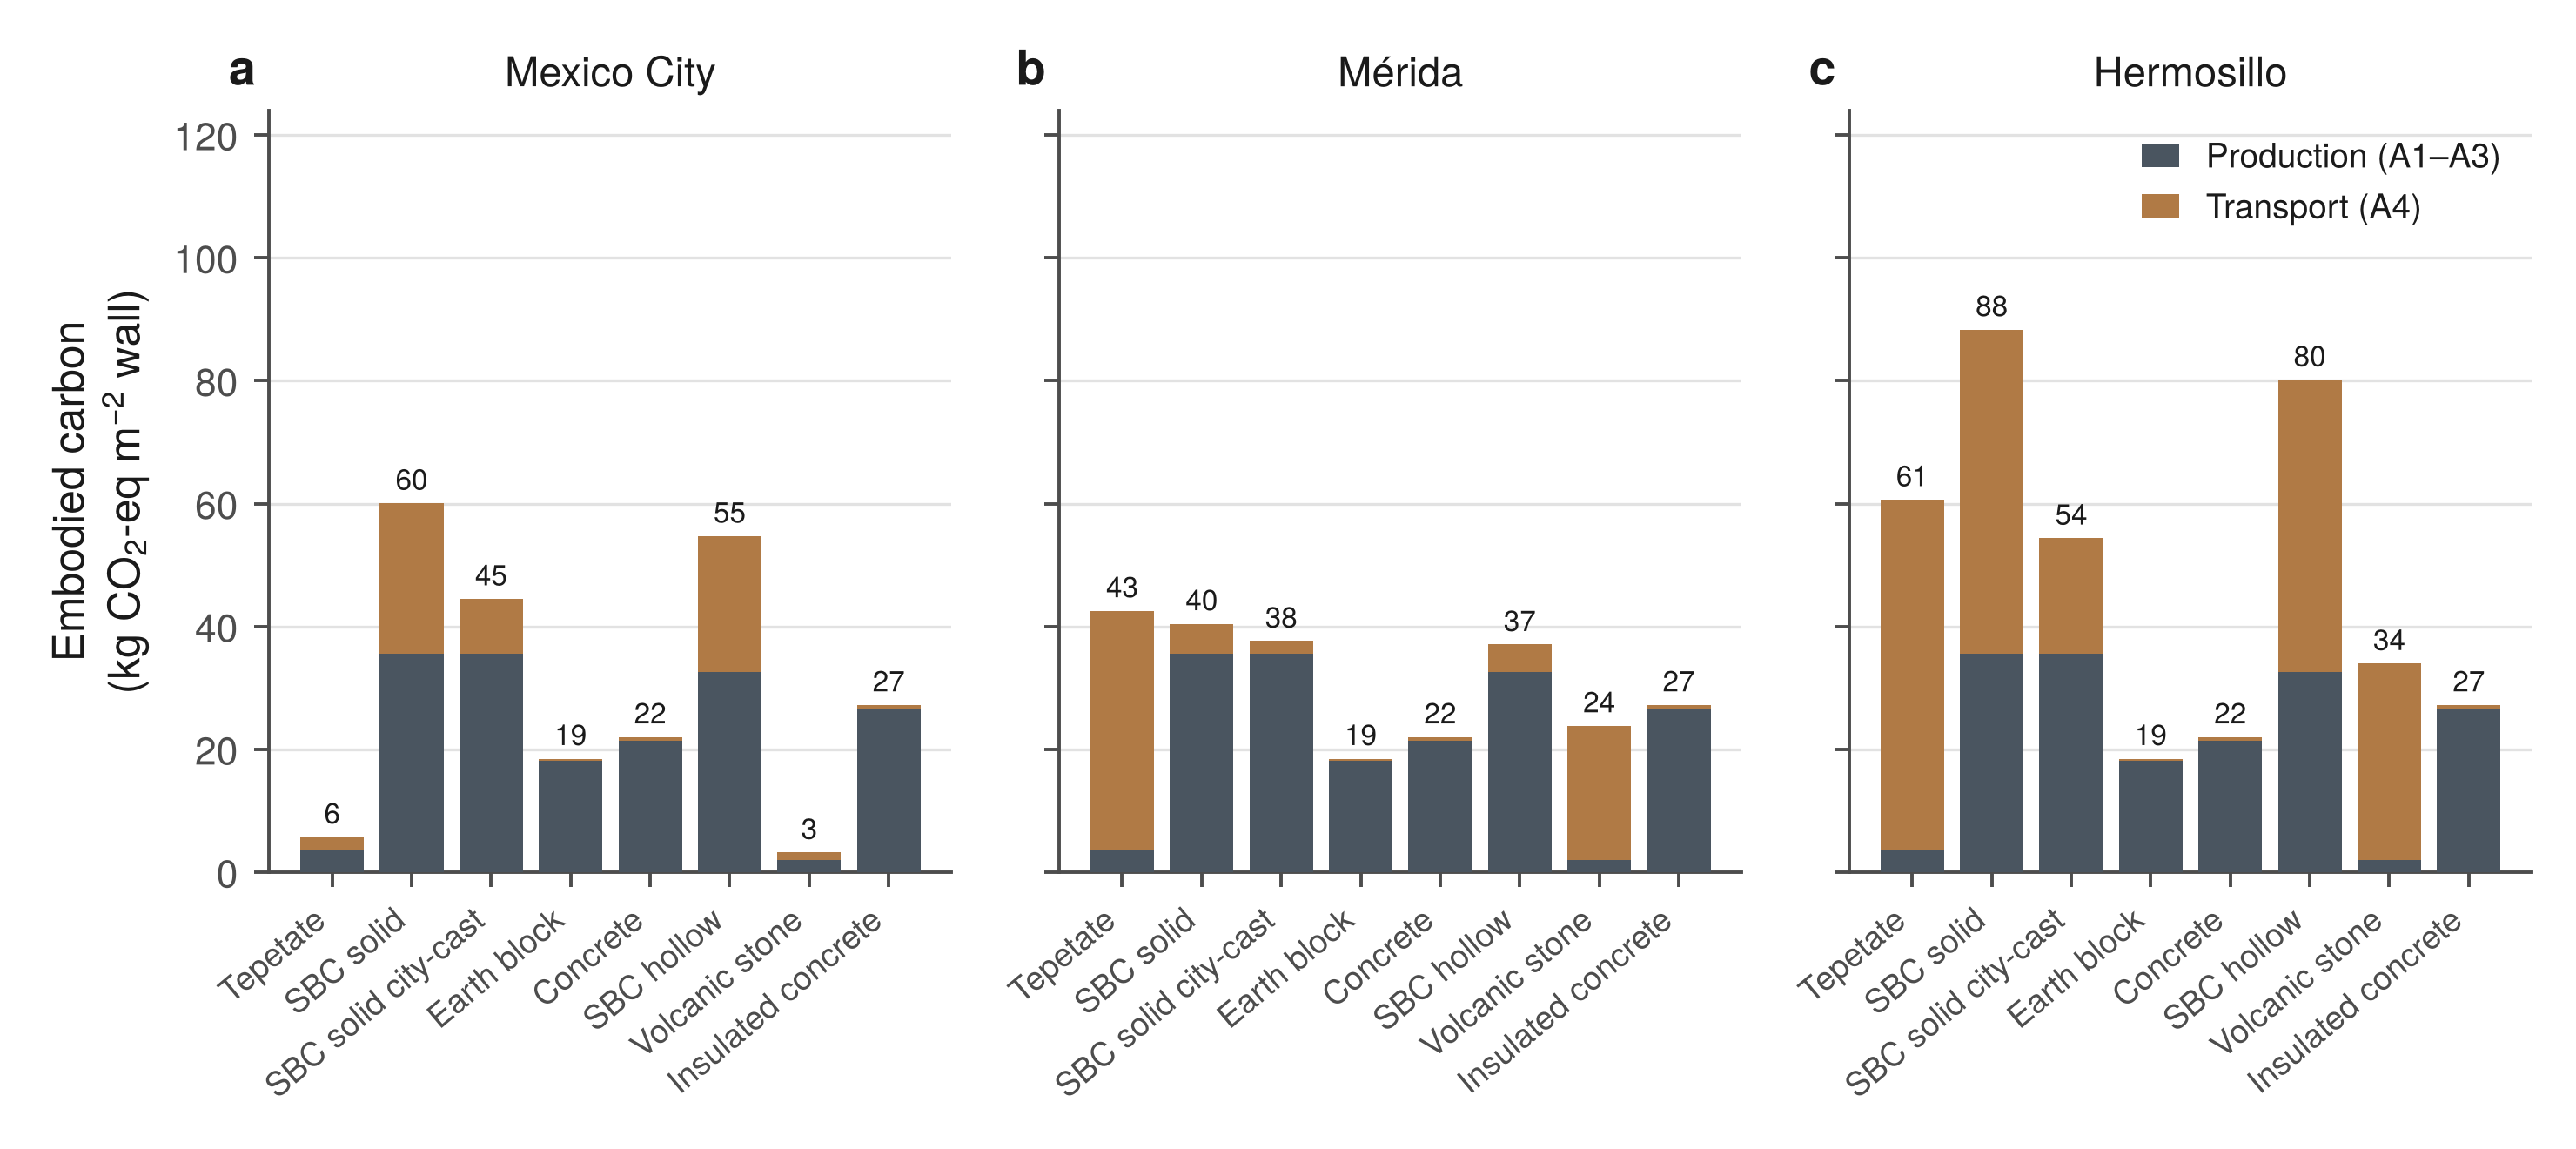 a
Mexico City
b
Mérida
c
Hermosillo
Embodied carbon
(kg CO₂-eq m⁻² wall)
120
100
80
60
40
20
0
6
60
45
19
22
55
3
27
43
40
38
19
22
37
24
27
Production (A1–A3)
Transport (A4)
61
88
54
19
22
80
34
27
Tepetate
SBC solid
SBC solid city-cast
Earth block
Concrete
SBC hollow
Volcanic stone
Insulated concrete
Tepetate
SBC solid
SBC solid city-cast
Earth block
Concrete
SBC hollow
Volcanic stone
Insulated concrete
Tepetate
SBC solid
SBC solid city-cast
Earth block
Concrete
SBC hollow
Volcanic stone
Insulated concrete